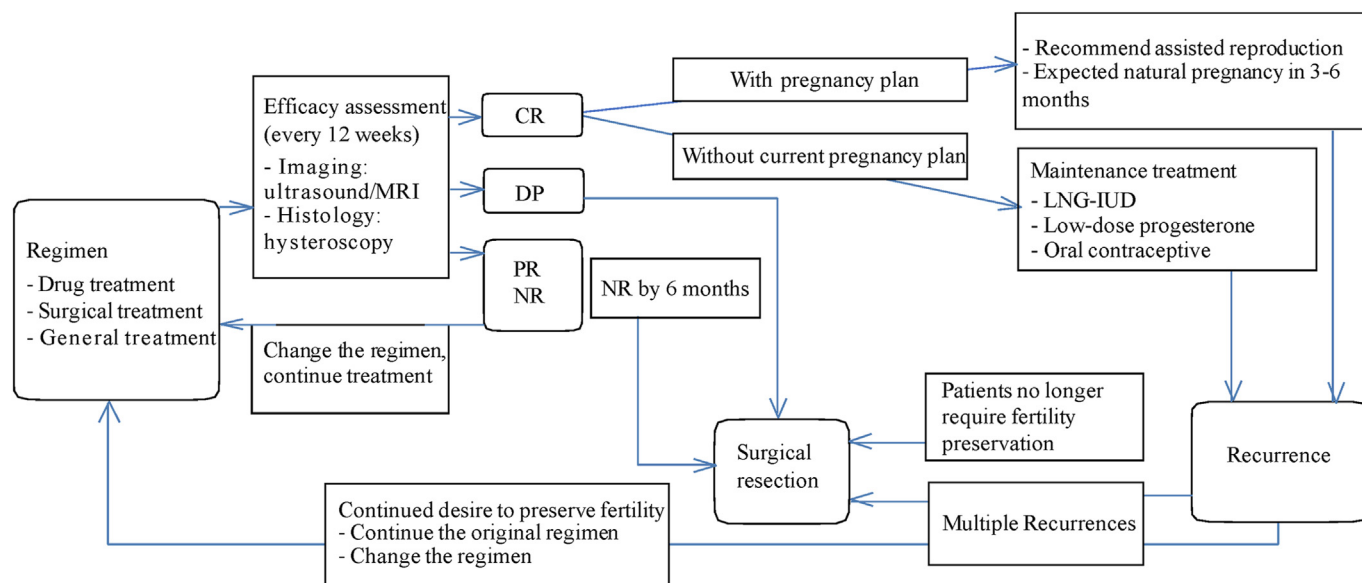 Regimen
- Drug treatment
- Surgical treatment
- General treatment
Efficacy assessment
(every 12 weeks)
- Imaging:
ultrasound/MRI
- Histology:
hysteroscopy
Change the regimen,
continue treatment
CR
DP
PR
NR
NR by 6 months
With pregnancy plan
Without current pregnancy plan
- Recommend assisted reproduction
- Expected natural pregnancy in 3-6
months
Maintenance treatment
- LNG-IUD
- Low-dose progesterone
- Oral contraceptive
Patients no longer
require fertility
preservation
Surgical
resection
Recurrence
Multiple Recurrences
Continued desire to preserve fertility
- Continue the original regimen
- Change the regimen